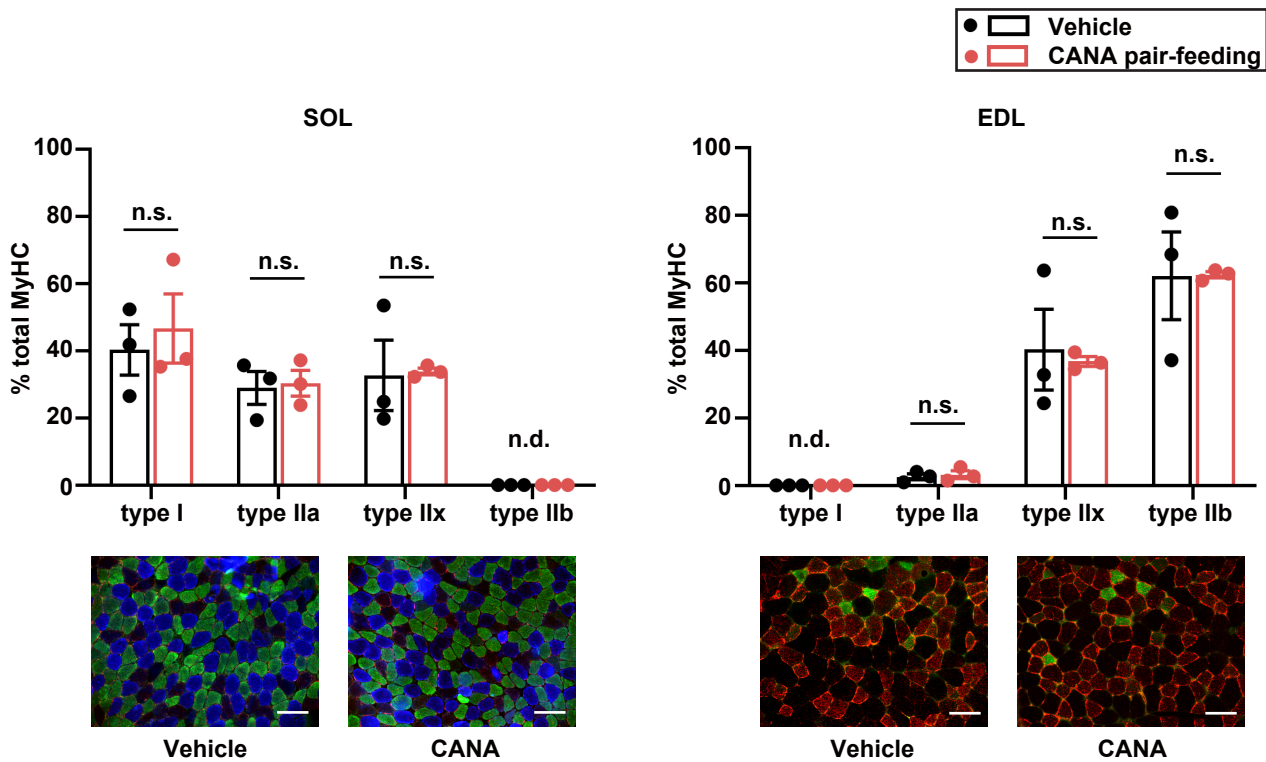 Vehicle
CANA pair-feeding
SOL
% total MyHC
100
80
60
40
20
0
n.s.
n.s.
n.s.
n.d.
type I
type IIa
type IIx
type IIb
Vehicle
CANA
EDL
% total MyHC
100
80
60
40
20
0
n.d.
n.s.
n.s.
n.s.
type I
type IIa
type IIx
type IIb
Vehicle
CANA